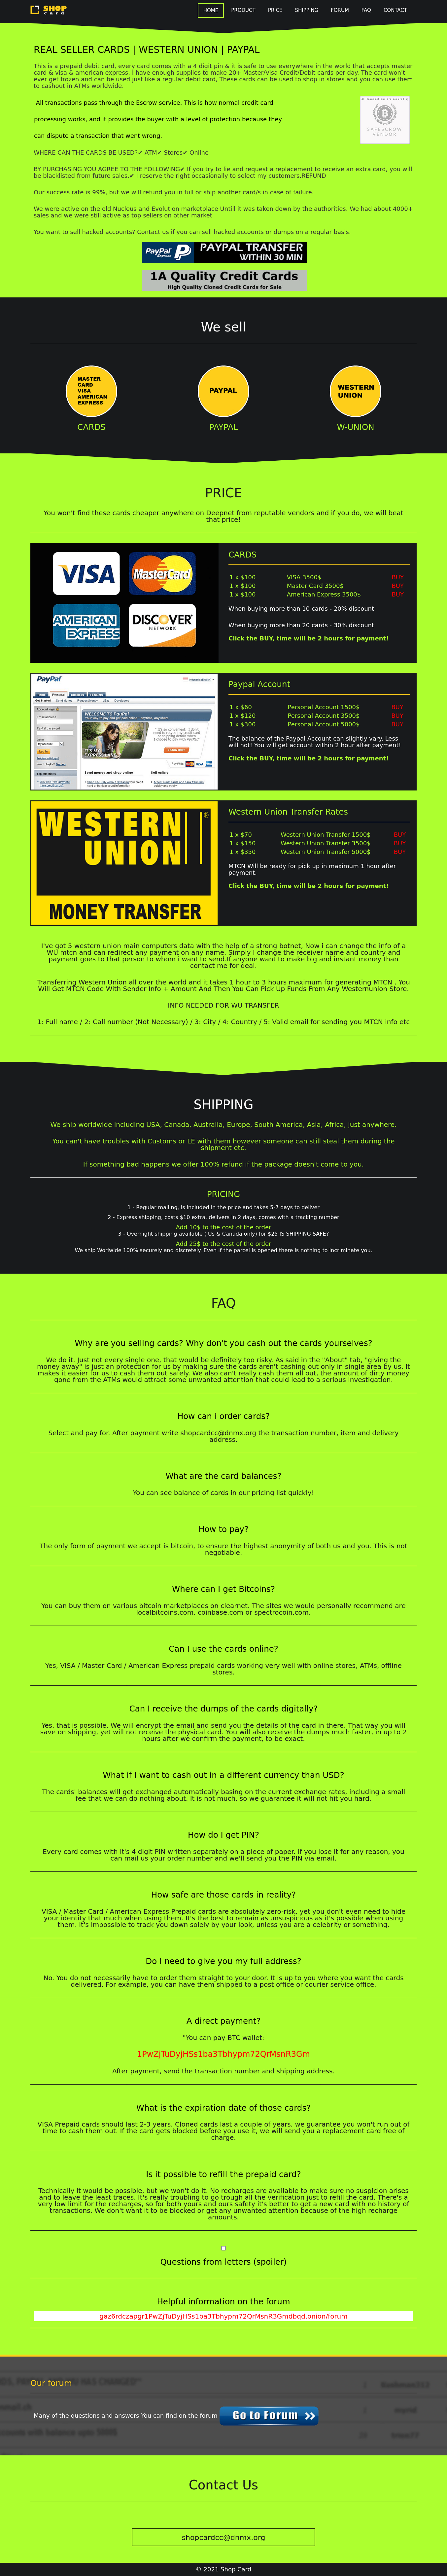 SHOP
card
HOME PRODUCT PRICE SHIPPING FORUM FAQ CONTACT
REAL SELLER CARDS | WESTERN UNION | PAYPAL
This is a prepaid debit card, every card comes with a 4 digit pin & it is safe to use everywhere in the world that accepts master
card & visa & american express. I have enough supplies to make 20+ Master/Visa Credit/Debit cards per day. The card won't
ever get frozen and can be used just like a regular debit card, These cards can be used to shop in stores and you can use them
to cashout in ATMs worldwide.
All transactions pass through the Escrow service. This is how normal credit card
processing works, and it provides the buyer with a level of protection because they
can dispute a transaction that went wrong.
SAFEESCROW
VENDOR
WHERE CAN THE CARDS BE USED?✔ ATM✔ Stores✔ Online
BY PURCHASING YOU AGREE TO THE FOLLOWING✔ If you try to lie and request a replacement to receive an extra card, you will
be blacklisted from future sales.✔ I reserve the right occasionally to select my customers.REFUND
Our success rate is 99%, but we will refund you in full or ship another card/s in case of failure.
We were active on the old Nucleus and Evolution marketplace Untill it was taken down by the authorities. We had about 4000+
sales and we were still active as top sellers on other market
You want to sell hacked accounts? Contact us if you can sell hacked accounts or dumps on a regular basis.
PayPal
PAYPAL TRANSFER
WITHIN 30 MIN
1A Quality Credit Cards
High Quality Cloned Credit Cards for Sale
We sell
MASTER
CARD
VISA
AMERICAN
EXPRESS
PAYPAL
WESTERN
UNION
CARDS
PAYPAL
W-UNION
PRICE
You won't find these cards cheaper anywhere on Deepnet from reputable vendors and if you do, we will beat
that price!
VISA
MasterCard
AMERICAN
EXPRESS
DISCOVER
NETWORK
CARDS
1 x $100 VISA 3500$ BUY
1 x $100 Master Card 3500$ BUY
1 x $100 American Express 3500$ BUY
When buying more than 10 cards - 20% discount
When buying more than 20 cards - 30% discount
Click the BUY, time will be 2 hours for payment!
PayPal
Welcome
Send money and shop online
Sell online
Paypal Account
1 x $60 Personal Account 1500$ BUY
1 x $120 Personal Account 3500$ BUY
1 x $300 Personal Account 5000$ BUY
The balance of the Paypal Account can slightly vary. Less
will not! You will get account within 2 hour after payment!
Click the BUY, time will be 2 hours for payment!
WESTERN
UNION
®
MONEY TRANSFER
Western Union Transfer Rates
1 x $70 Western Union Transfer 1500$ BUY
1 x $150 Western Union Transfer 3500$ BUY
1 x $350 Western Union Transfer 5000$ BUY
MTCN Will be ready for pick up in maximum 1 hour after
payment.
Click the BUY, time will be 2 hours for payment!
I've got 5 western union main computers data with the help of a strong botnet, Now i can change the info of a
WU mtcn and can redirect any payment on any name. Simply I change the receiver name and country and
payment goes to that person to whom i want to send.If anyone want to make big and instant money than
contact me for deal.
Transferring Western Union all over the world and it takes 1 hour to 3 hours maximum for generating MTCN , You
Will Get MTCN Code With Sender Info + Amount And Then You Can Pick Up Funds From Any Westernunion Store.
INFO NEEDED FOR WU TRANSFER
1: Full name / 2: Call number (Not Necessary) / 3: City / 4: Country / 5: Valid email for sending you MTCN info etc
SHIPPING
We ship worldwide including USA, Canada, Australia, Europe, South America, Asia, Africa, just anywhere.
You can't have troubles with Customs or LE with them however someone can still steal them during the
shipment etc.
If something bad happens we offer 100% refund if the package doesn't come to you.
PRICING
1 - Regular mailing, is included in the price and takes 5-7 days to deliver
2 - Express shipping, costs $10 extra, delivers in 2 days, comes with a tracking number
Add 10$ to the cost of the order
3 - Overnight shipping available ( Us & Canada only) for $25 IS SHIPPING SAFE?
Add 25$ to the cost of the order
We ship Worlwide 100% securely and discretely. Even if the parcel is opened there is nothing to incriminate you.
FAQ
Why are you selling cards? Why don't you cash out the cards yourselves?
We do it. Just not every single one, that would be definitely too risky. As said in the "About" tab, "giving the
money away" is just an protection for us by making sure the cards aren't cashing out only in single area by us. It
makes it easier for us to cash them out safely. We also can't really cash them all out, the amount of dirty money
gone from the ATMs would attract some unwanted attention that could lead to a serious investigation.
How can i order cards?
Select and pay for. After payment write shopcardcc@dnmx.org the transaction number, item and delivery
address.
What are the card balances?
You can see balance of cards in our pricing list quickly!
How to pay?
The only form of payment we accept is bitcoin, to ensure the highest anonymity of both us and you. This is not
negotiable.
Where can I get Bitcoins?
You can buy them on various bitcoin marketplaces on clearnet. The sites we would personally recommend are
localbitcoins.com, coinbase.com or spectrocoin.com.
Can I use the cards online?
Yes, VISA / Master Card / American Express prepaid cards working very well with online stores, ATMs, offline
stores.
Can I receive the dumps of the cards digitally?
Yes, that is possible. We will encrypt the email and send you the details of the card in there. That way you will
save on shipping, yet will not receive the physical card. You will also receive the dumps much faster, in up to 2
hours after we confirm the payment, to be exact.
What if I want to cash out in a different currency than USD?
The cards' balances will get exchanged automatically basing on the current exchange rates, including a small
fee that we can do nothing about. It is not much, so we guarantee it will not hit you hard.
How do I get PIN?
Every card comes with it's 4 digit PIN written separately on a piece of paper. If you lose it for any reason, you
can mail us your order number and we'll send you the PIN via email.
How safe are those cards in reality?
VISA / Master Card / American Express Prepaid cards are absolutely zero-risk, yet you don't even need to hide
your identity that much when using them. It's the best to remain as unsuspicious as it's possible when using
them. It's impossible to track you down solely by your look, unless you are a celebrity or something.
Do I need to give you my full address?
No. You do not necessarily have to order them straight to your door. It is up to you where you want the cards
delivered. For example, you can have them shipped to a post office or courier service office.
A direct payment?
"You can pay BTC wallet:
1PwZjTuDyjHSs1ba3Tbhypm72QrMsnR3Gm
After payment, send the transaction number and shipping address.
What is the expiration date of those cards?
VISA Prepaid cards should last 2-3 years. Cloned cards last a couple of years, we guarantee you won't run out of
time to cash them out. If the card gets blocked before you use it, we will send you a replacement card free of
charge.
Is it possible to refill the prepaid card?
Technically it would be possible, but we won't do it. No recharges are available to make sure no suspicion arises
and to leave the least traces. It's really troubling to go trough all the verification just to refill the card. There's a
very low limit for the recharges, so for both yours and ours safety it's better to get a new card with no history of
transactions. We don't want it to be blocked or get any unwanted attention because of the high recharge
amounts.
Questions from letters (spoiler)
Helpful information on the forum
gaz6rdczapgr1PwZjTuDyjHSs1ba3Tbhypm72QrMsnR3Gmdbqd.onion/forum
Our forum
Many of the questions and answers You can find on the forum
Go to Forum
Contact Us
shopcardcc@dnmx.org
© 2021 Shop Card